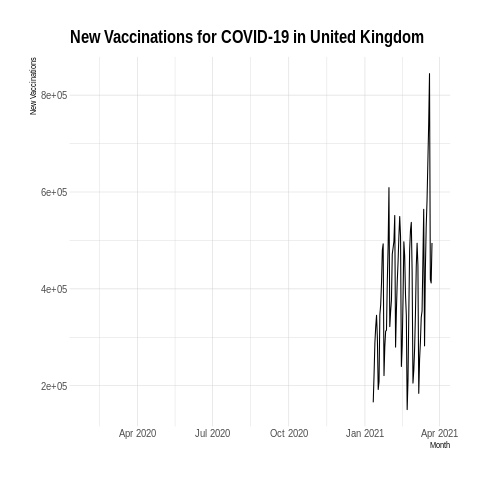 New Vaccinations for COVID-19 in United Kingdom
New Vaccinations
8e+05
6e+05
4e+05
2e+05
Apr 2020 Jul 2020 Oct 2020 Jan 2021 Apr 2021
Month